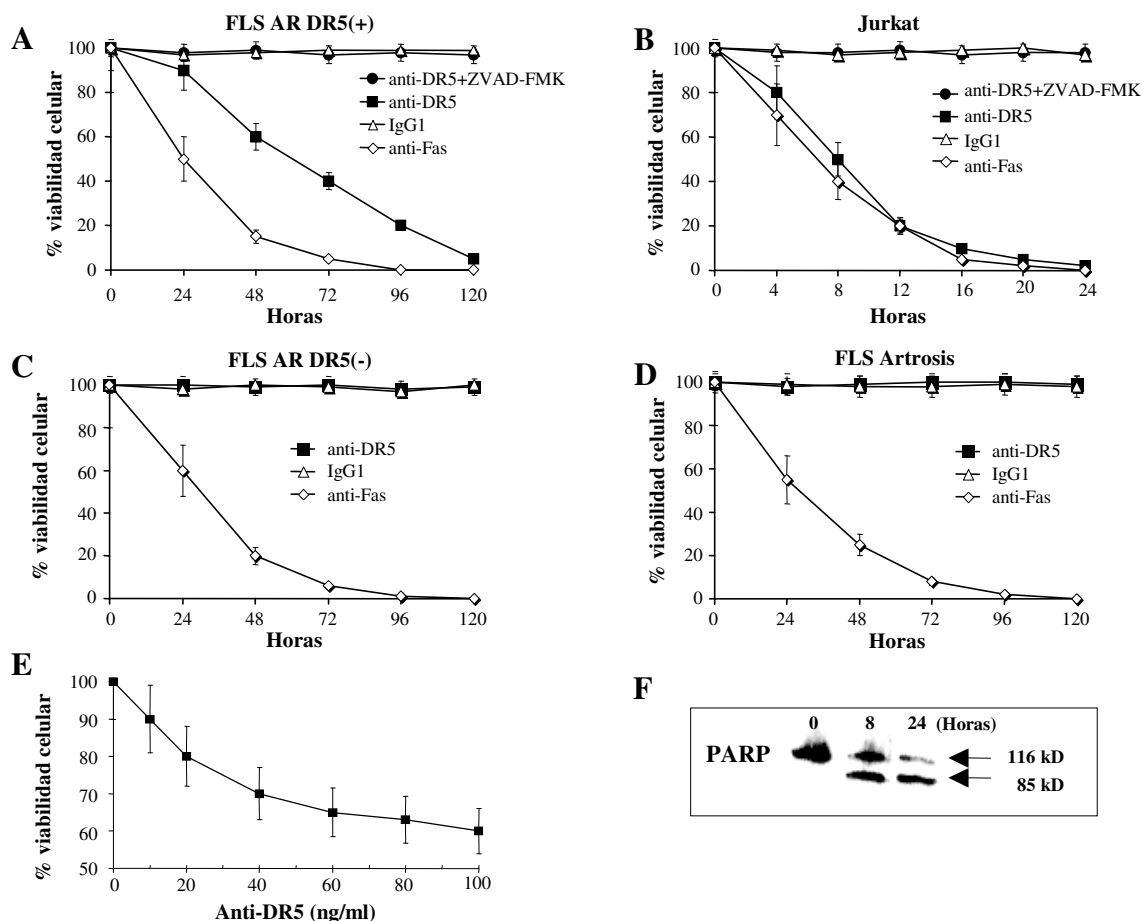 A
FLS AR DR5(+)
% viabilidad celular
100
80
60
40
20
0
anti-DR5+ZVAD-FMK
anti-DR5
IgG1
anti-Fas
0 24 48 72 96 120
Horas
B
Jurkat
% viabilidad celular
100
80
60
40
20
0
anti-DR5+ZVAD-FMK
anti-DR5
IgG1
anti-Fas
0 4 8 12 16 20 24
Horas
C
FLS AR DR5(-)
% viabilidad celular
100
80
60
40
20
0
anti-DR5
IgG1
anti-Fas
0 24 48 72 96 120
Horas
D
FLS Artrosis
% viabilidad celular
100
80
60
40
20
0
anti-DR5
IgG1
anti-Fas
0 24 48 72 96 120
Horas
E
% viabilidad celular
100
90
80
70
60
50
0 20 40 60 80 100
Anti-DR5 (ng/ml)
F
0 8 24 (Horas)
PARP
116 kD
85 kD